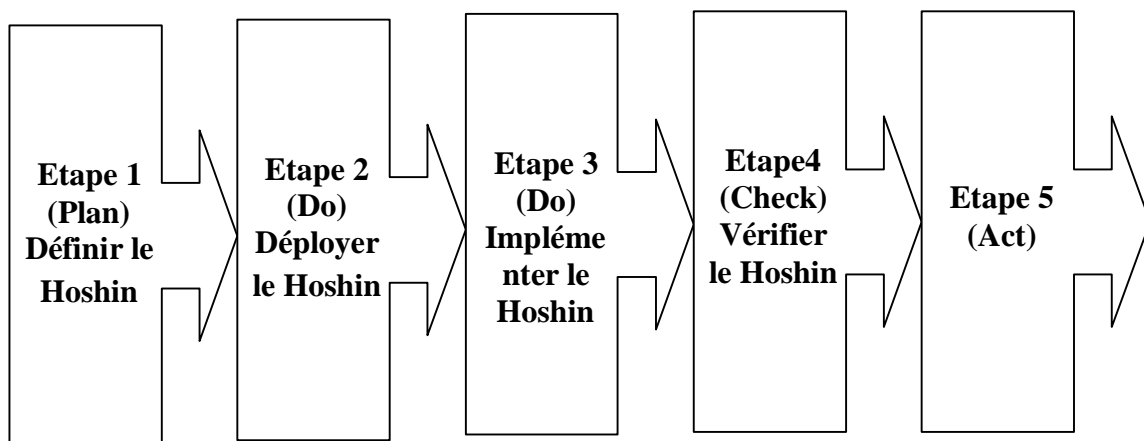 Etape 1
(Plan)
Définir le
Hoshin
Etape 2
(Do)
Déployer
le Hoshin
Etape 3
(Do)
Impléme
nter le
Hoshin
Etape4
(Check)
Vérifier
le Hoshin
Etape 5
(Act)